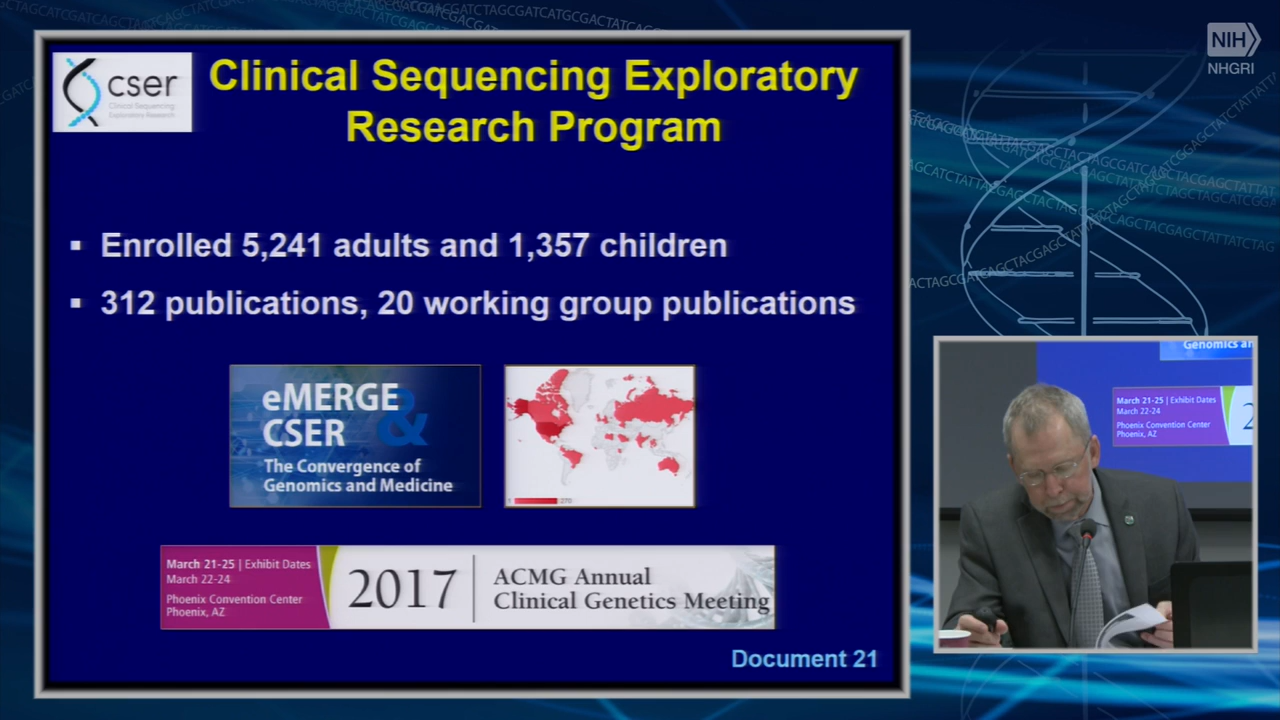 cser
Clinical Sequencing
Exploratory Research
Clinical Sequencing Exploratory
Research Program
▪ Enrolled 5,241 adults and 1,357 children
▪ 312 publications, 20 working group publications
eMERGE &
CSER
The Convergence of
Genomics and Medicine
March 21-25 | Exhibit Dates
March 22-24
Phoenix Convention Center
Phoenix, AZ
2017
ACMG Annual
Clinical Genetics Meeting
Document 21
NIH
NHGRI
Genomics an
March 21-25 | Exhibit Dates
March 22-24
Phoenix Convention Center
Phoenix, AZ
2